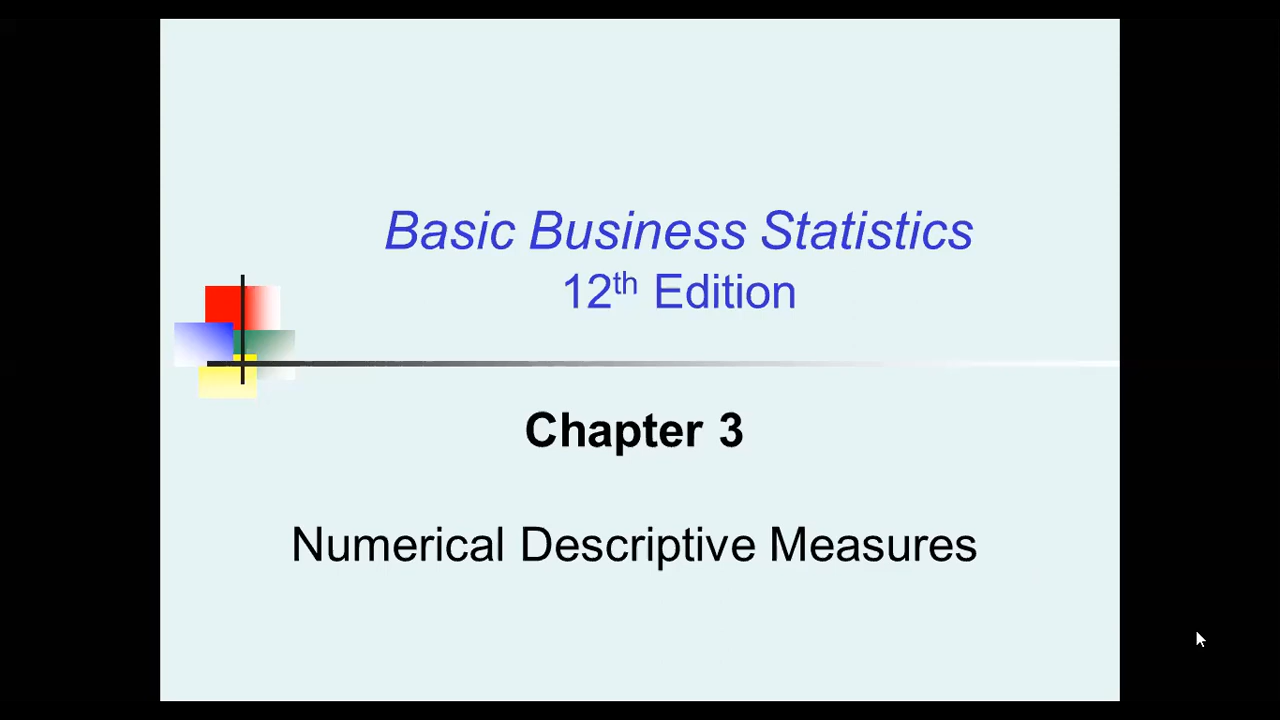 Basic Business Statistics
12th Edition
Chapter 3
Numerical Descriptive Measures